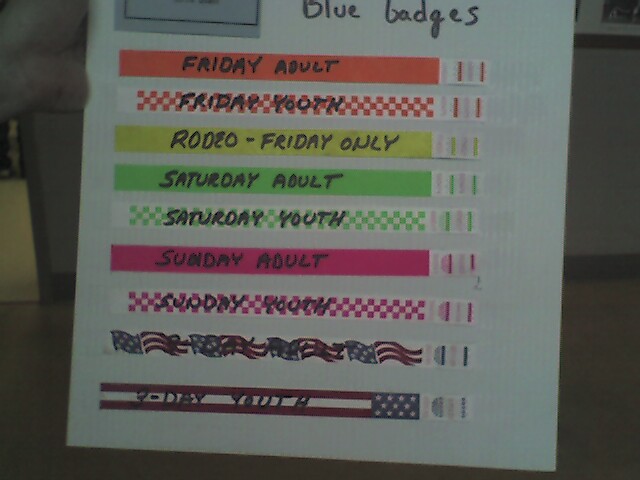 Blue badges
FRIDAY ADULT
FRIDAY YOUTH
RODEO - FRIDAY ONLY
SATURDAY ADULT
SATURDAY YOUTH
SUNDAY ADULT
SUNDAY YOUTH
3-DAY YOUTH